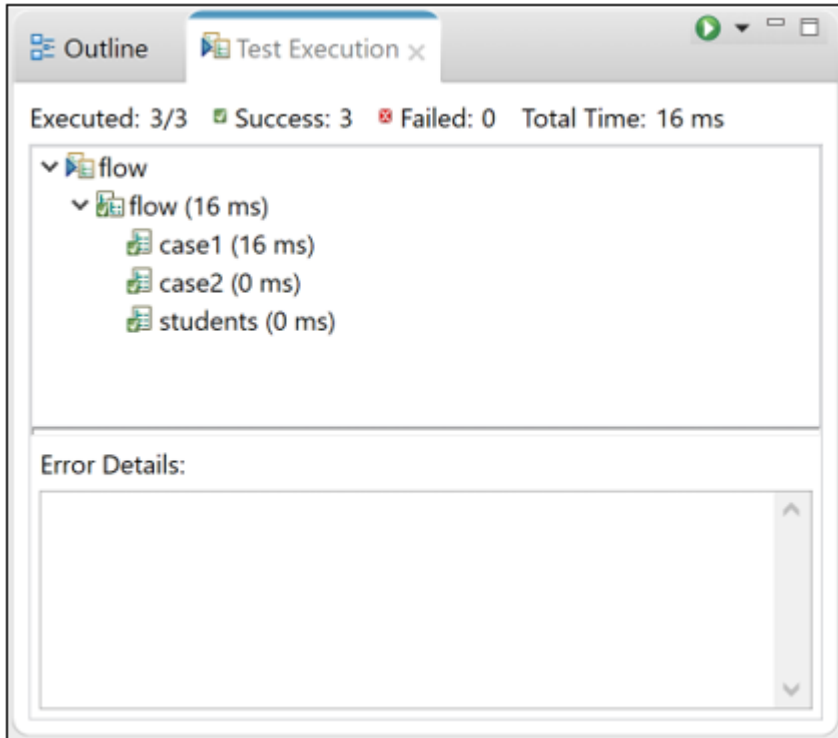 Outline Test Execution
Executed: 3/3 Success: 3 Failed: 0 Total Time: 16 ms
flow
flow (16 ms)
case1 (16 ms)
case2 (0 ms)
students (0 ms)
Error Details: